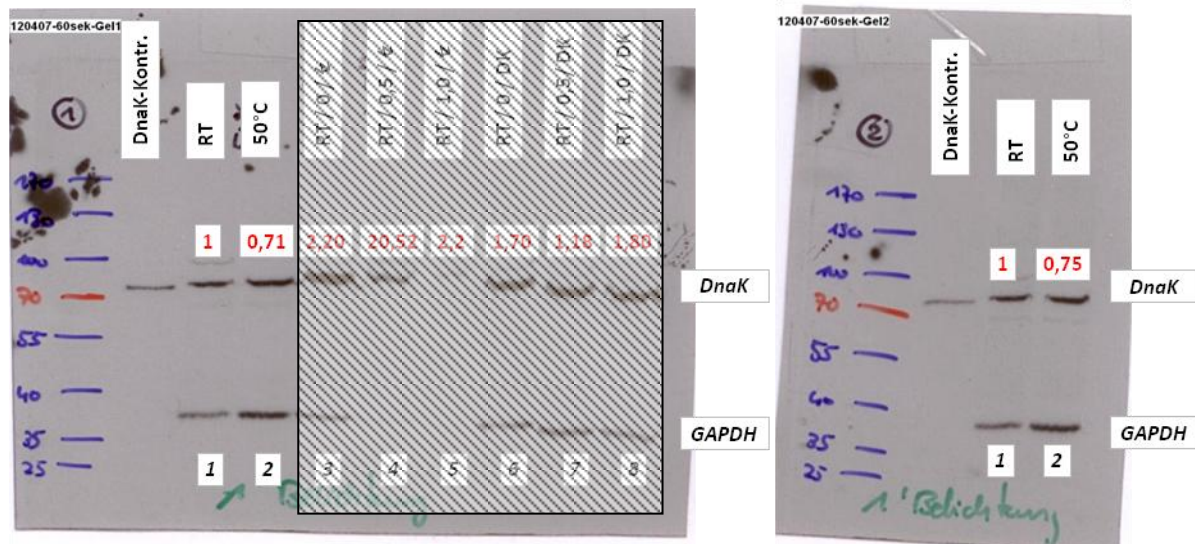 120407-60sek-Gel1
1
DnaK-Kontr.
RT
50°C
RT / 0 / ⚡
RT / 0,5 / ⚡
RT / 1,0 / ⚡
RT / 0 / DK
RT / 0,5 / DK
RT / 1,0 / DK
170
130
100
70
55
40
35
25
1 0,71 2,20 20,52 2,2 1,70 1,18 1,80
DnaK
GAPDH
1 2 3 4 5 6 7 8
1' Belichtung
120407-60sek-Gel2
2
DnaK-Kontr.
RT
50°C
170
130
100
70
55
40
35
25
1 0,75
DnaK
GAPDH
1 2
1' Belichtung